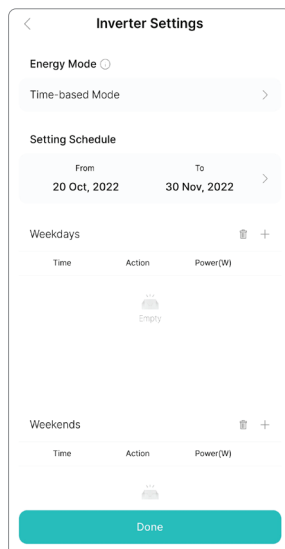 Inverter Settings
Energy Mode
Time-based Mode
Setting Schedule
From To
20 Oct, 2022 30 Nov, 2022
Weekdays
Time Action Power(W)
Empty
Weekends
Time Action Power(W)
Done